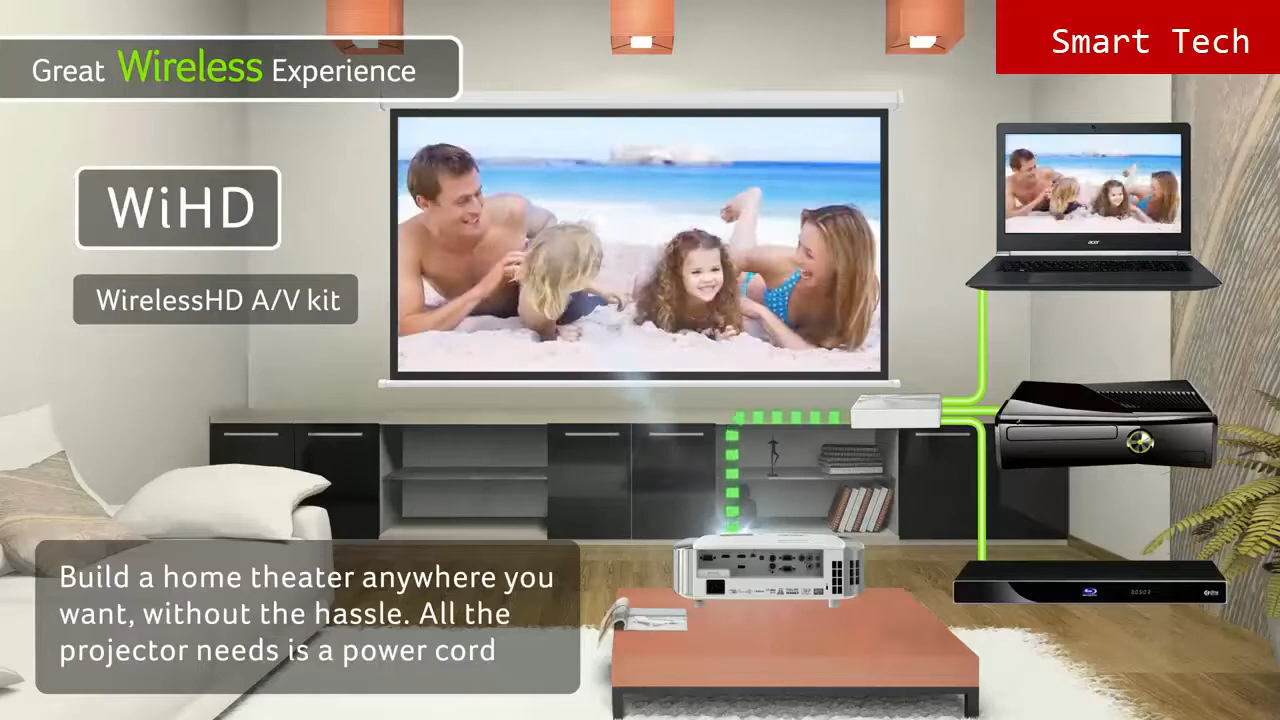 Great Wireless Experience
Smart Tech
WiHD
WirelessHD A/V kit
acer
Build a home theater anywhere you
want, without the hassle. All the
projector needs is a power cord